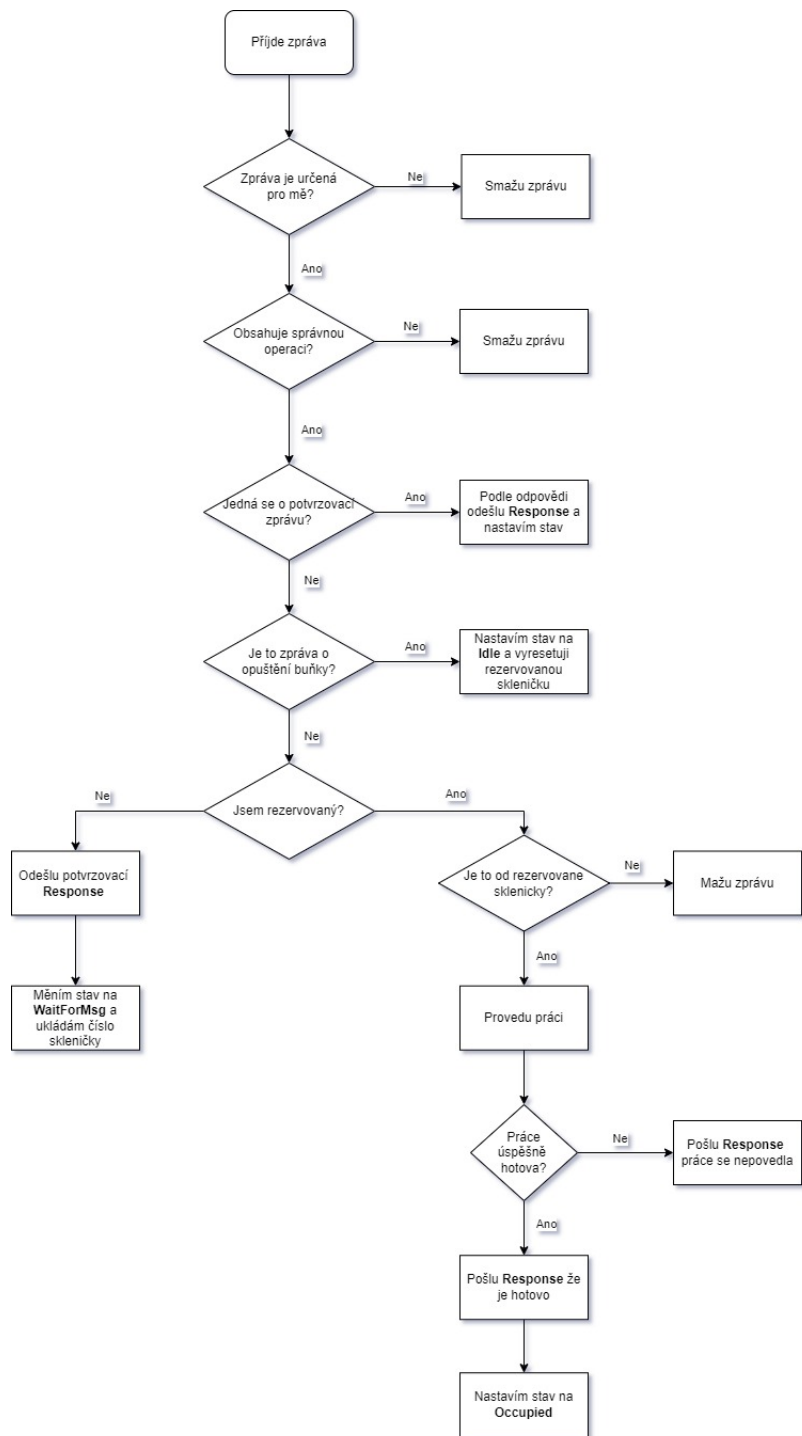 Příjde zpráva
Zpráva je určená
pro mě?
Ne
Smažu zprávu
Ano
Obsahuje správnou
operaci?
Ne
Smažu zprávu
Ano
Jedná se o potvrzovací
zprávu?
Ano
Podle odpovědi
odešlu Response a
nastavím stav
Ne
Je to zpráva o
opuštění buňky?
Ano
Nastavím stav na
Idle a vyresetuji
rezervovanou
skleničku
Ne
Jsem rezervovaný?
Ne
Ano
Odešlu potvrzovací
Response
Měním stav na
WaitForMsg a
ukládám číslo
skleničky
Je to od rezervovane
sklenicky?
Ne
Mažu zprávu
Ano
Provedu práci
Práce
úspěšně
hotova?
Ne
Pošlu Response
práce se nepovedla
Ano
Pošlu Response že
je hotovo
Nastavím stav na
Occupied